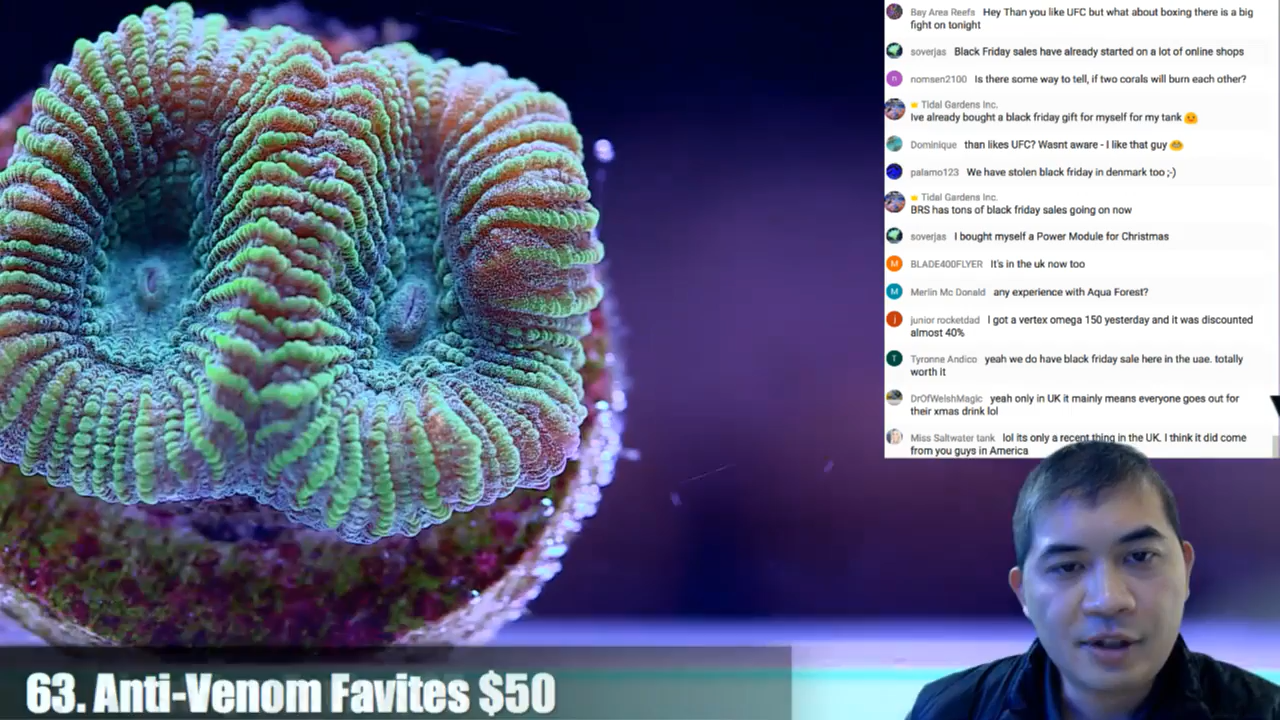 Bay Area Reefs Hey Than you like UFC but what about boxing there is a big
fight on tonight
soverjas Black Friday sales have already started on a lot of online shops
n nomsen2100 Is there some way to tell, if two corals will burn each other?
Tidal Gardens Inc.
Ive already bought a black friday gift for myself for my tank
Dominique than likes UFC? Wasnt aware - I like that guy
palamo123 We have stolen black friday in denmark too ;-)
Tidal Gardens Inc.
BRS has tons of black friday sales going on now
soverjas I bought myself a Power Module for Christmas
M BLADE400FLYER It's in the uk now too
M Merlin Mc Donald any experience with Aqua Forest?
j junior rocketdad I got a vertex omega 150 yesterday and it was discounted
almost 40%
T Tyronne Andico yeah we do have black friday sale here in the uae. totally
worth it
DrOfWelshMagic yeah only in UK it mainly means everyone goes out for
their xmas drink lol
Miss Saltwater tank lol its only a recent thing in the UK. I think it did come
from you guys in America
63. Anti-Venom Favites $50